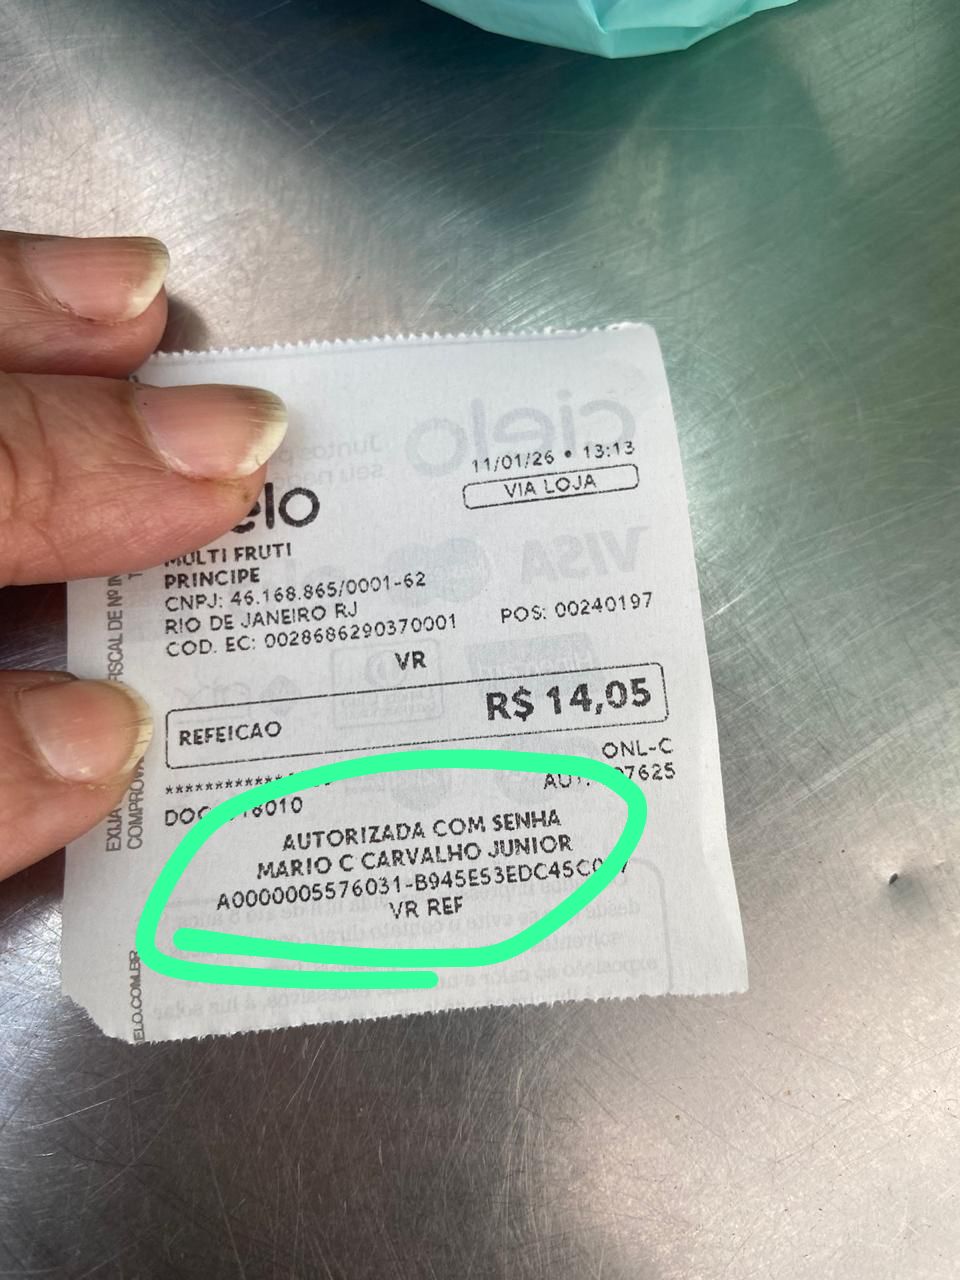 11/01/26 • 13:13
VIA LOJA
MULTI FRUTI
PRINCIPE
CNPJ: 46.168.865/0001-62
RIO DE JANEIRO RJ
COD. EC: 0028686290370001 POS: 00240197
VR
REFEICAO R$ 14,05
ONL-C
AUTORIZADA COM SENHA
MARIO C CARVALHO JUNIOR
VR REF